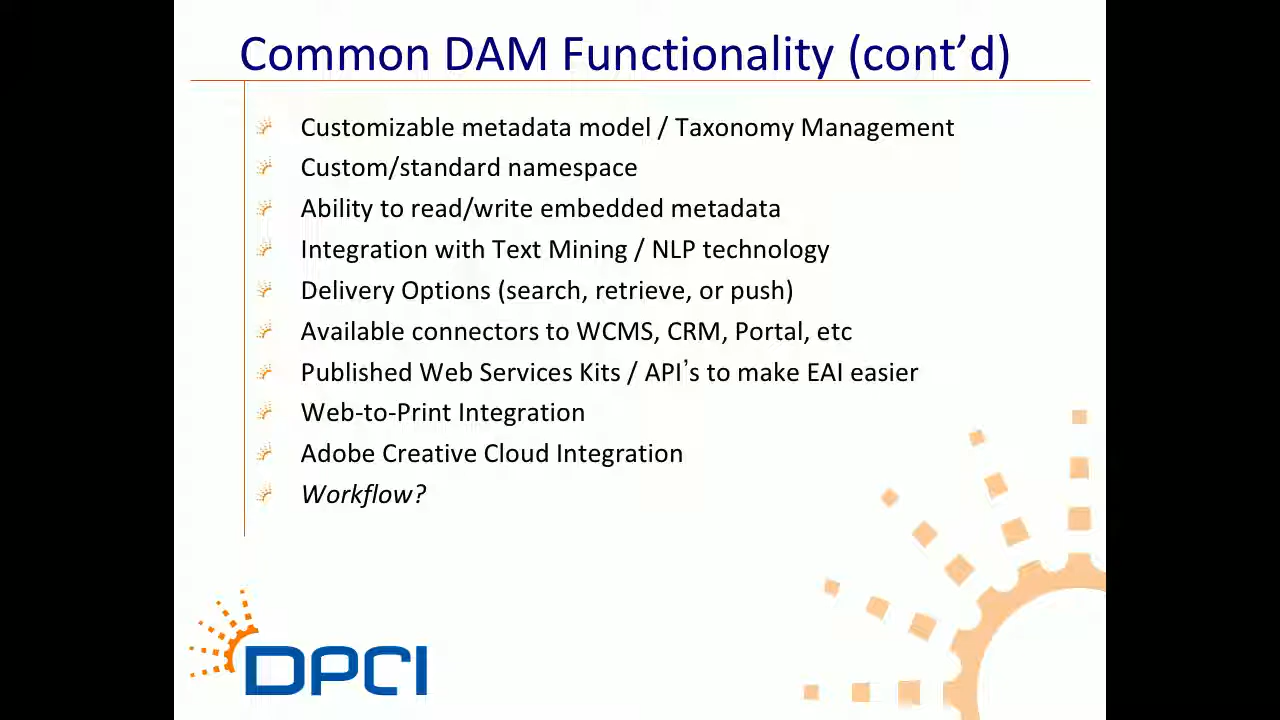 Common DAM Functionality (cont’d)
Customizable metadata model / Taxonomy Management
Custom/standard namespace
Ability to read/write embedded metadata
Integration with Text Mining / NLP technology
Delivery Options (search, retrieve, or push)
Available connectors to WCMS, CRM, Portal, etc
Published Web Services Kits / API’s to make EAI easier
Web-to-Print Integration
Adobe Creative Cloud Integration
Workflow?
DPCI